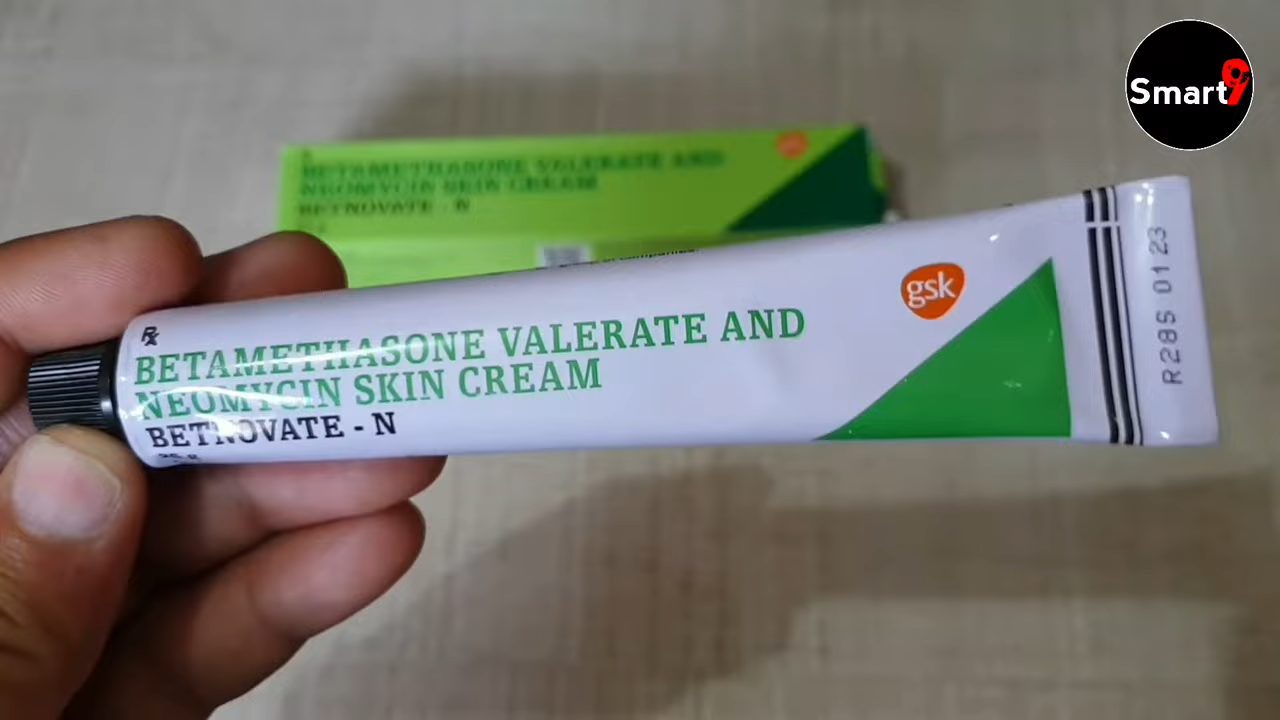 Smart9
BETAMETHASONE VALERATE AND
NEOMYCIN SKIN CREAM
BETNOVATE - N
gsk
Rx
BETAMETHASONE VALERATE AND
NEOMYCIN SKIN CREAM
BETNOVATE - N
R28S 01 23